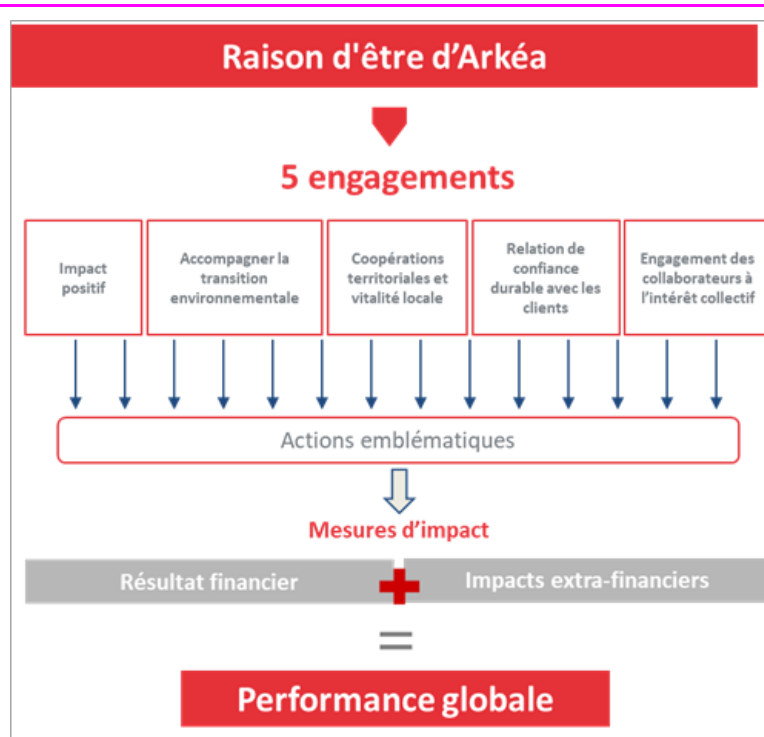 Raison d'être d’Arkéa
5 engagements
Impact
positif
Accompagner la
transition
environnementale
Coopérations
territoriales et
vitalité locale
Relation de
confiance
durable avec les
clients
Engagement des
collaborateurs à
l’intérêt collectif
Actions emblématiques
Mesures d’impact
Résultat financier
Impacts extra-financiers
=
Performance globale